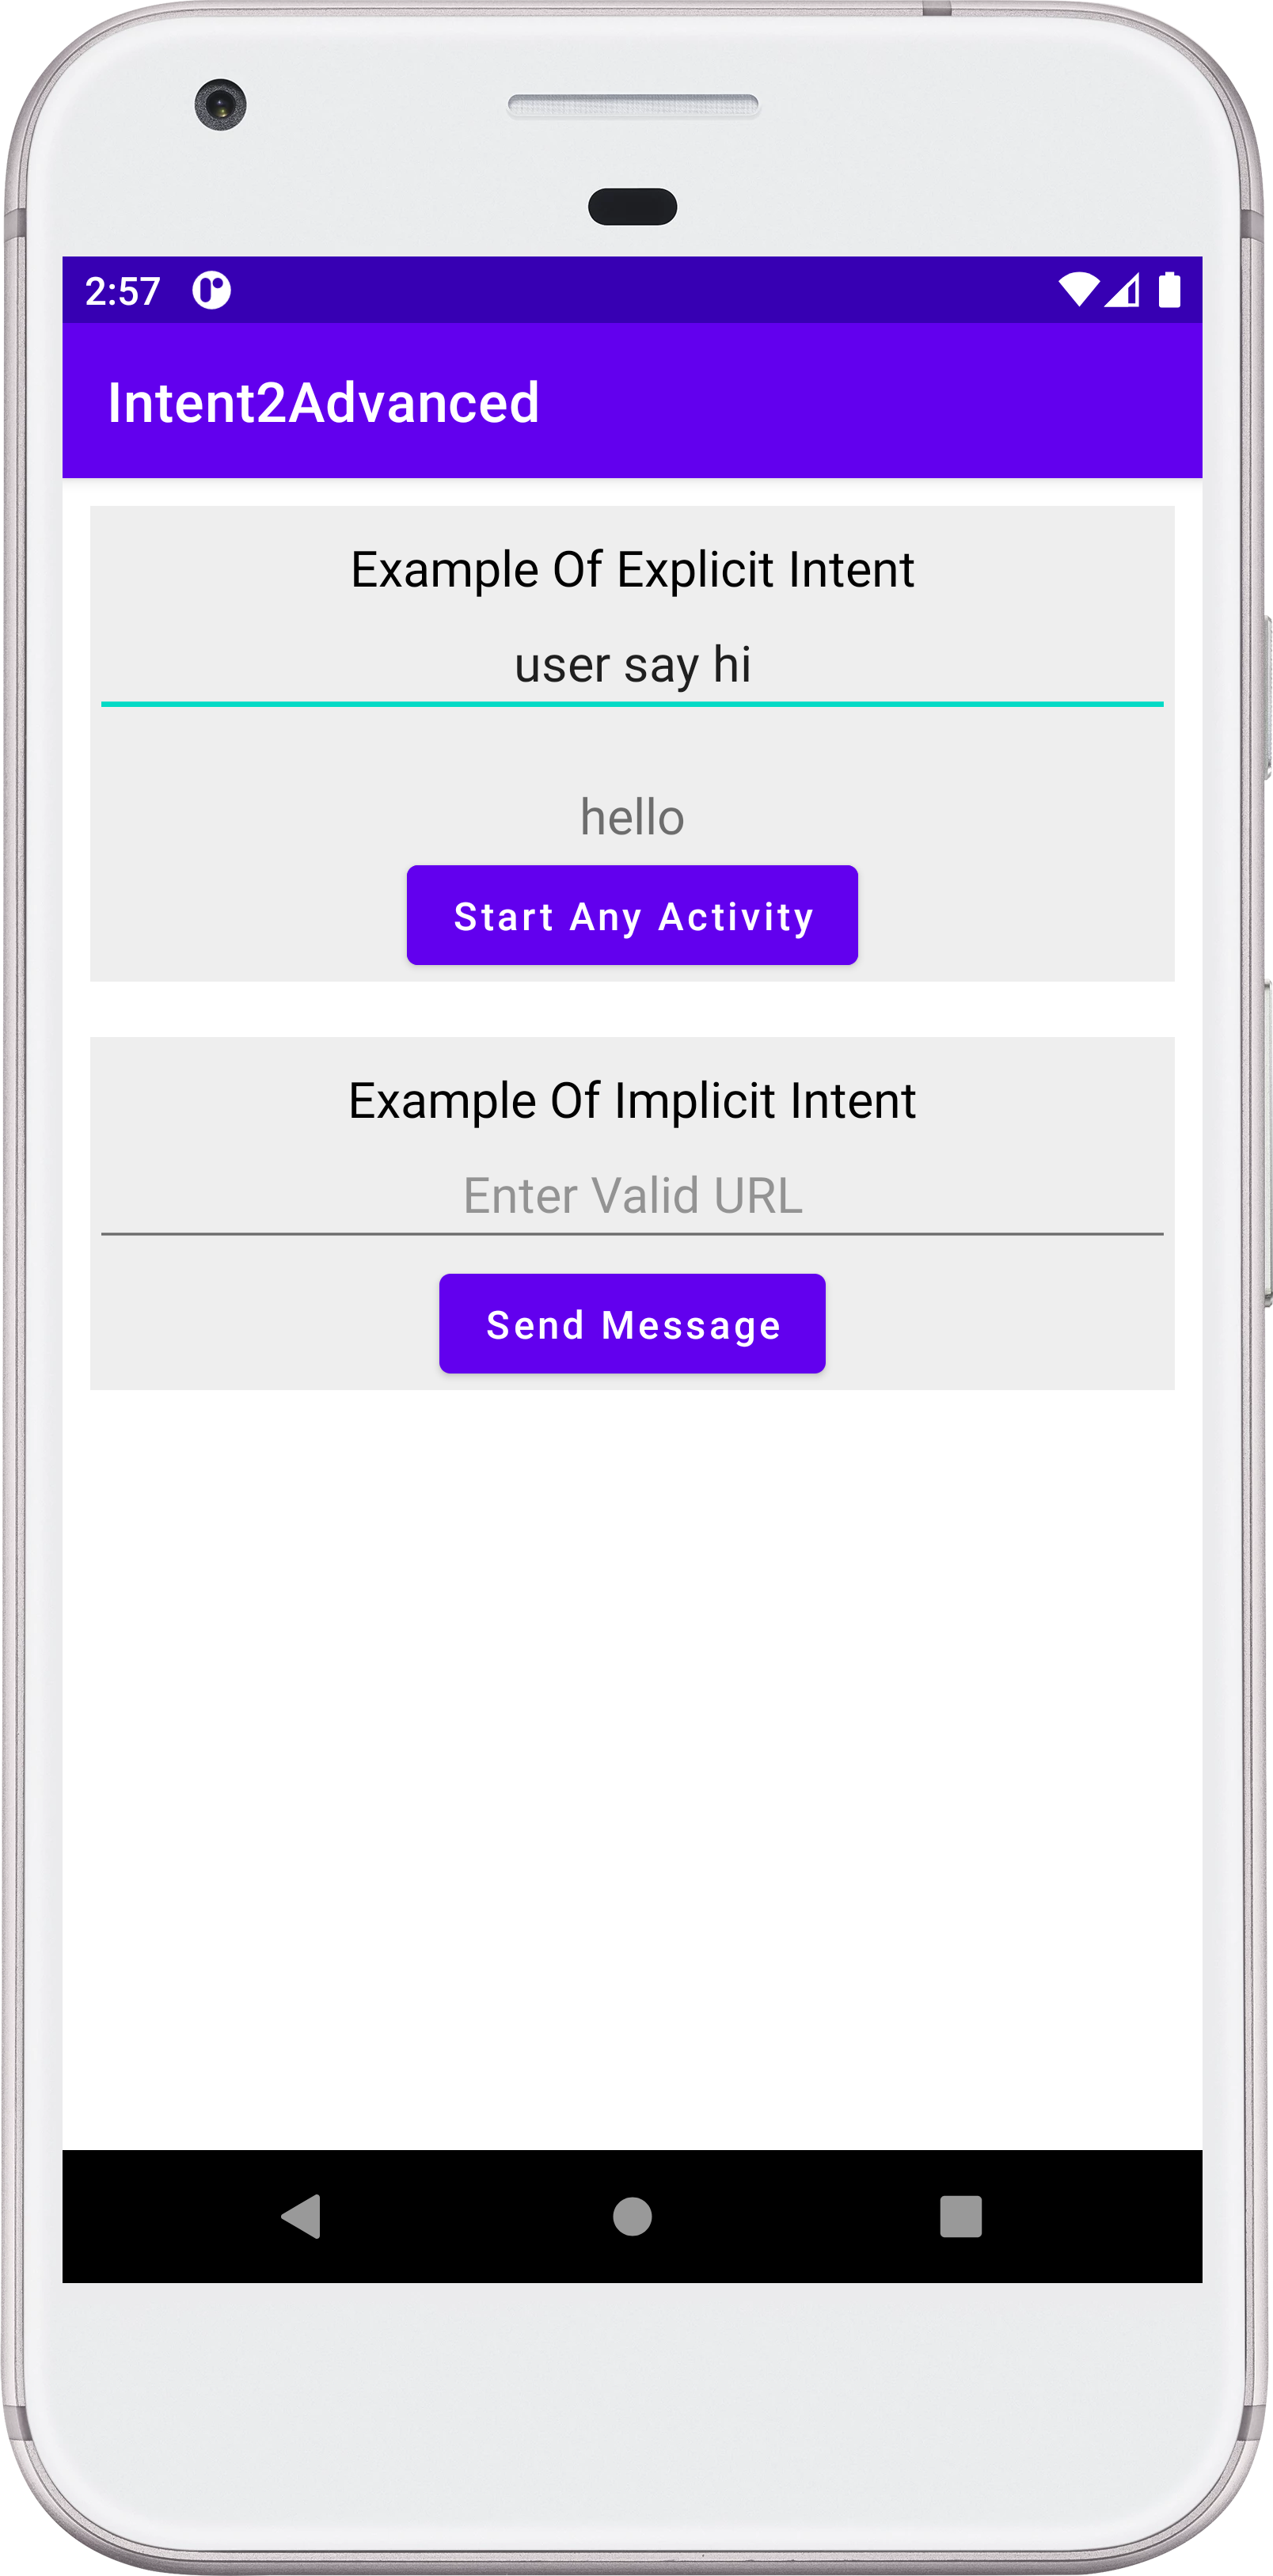 2:57
Intent2Advanced
Example Of Explicit Intent
user say hi
hello
Start Any Activity
Example Of Implicit Intent
Enter Valid URL
Send Message